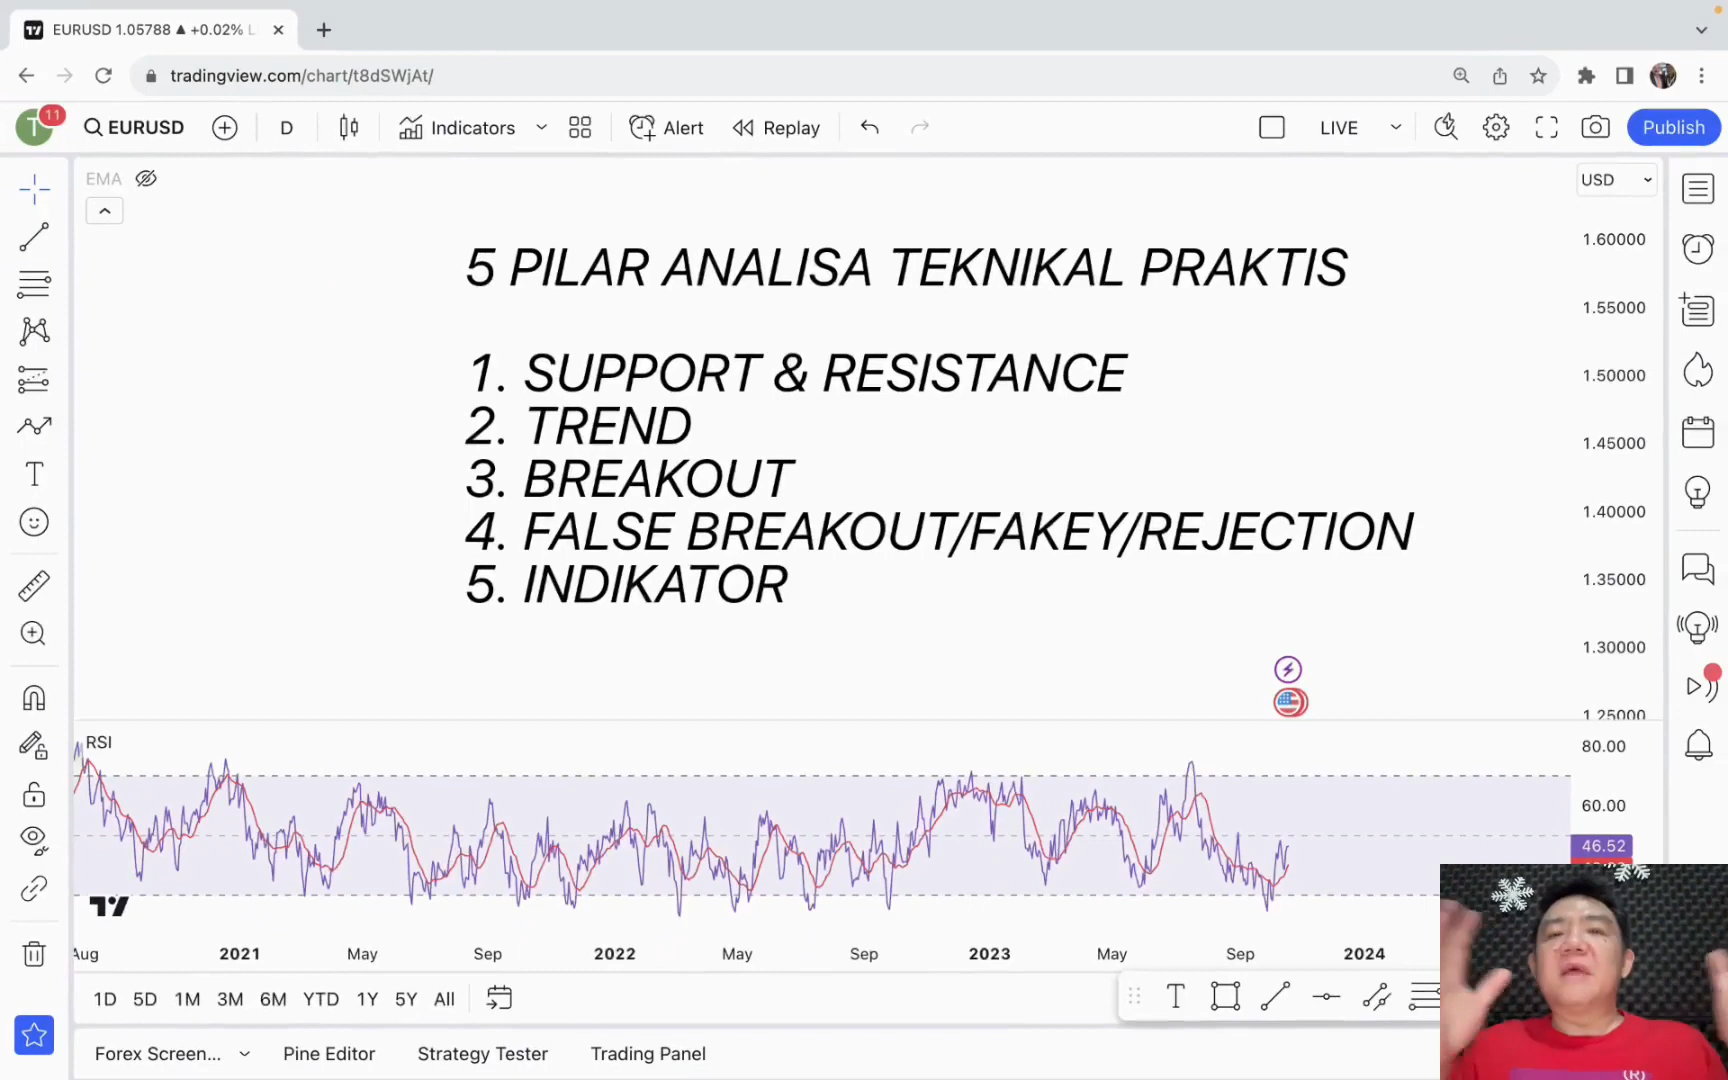 EURUSD 1.05788 ▲ +0.02%
tradingview.com/chart/t8dSWjAt/
T 11 EURUSD D Indicators Alert Replay LIVE Publish
EMA
USD
5 PILAR ANALISA TEKNIKAL PRAKTIS
1. SUPPORT & RESISTANCE
2. TREND
3. BREAKOUT
4. FALSE BREAKOUT/FAKEY/REJECTION
5. INDIKATOR
1.60000
1.55000
1.50000
1.45000
1.40000
1.35000
1.30000
1.25000
RSI
80.00
60.00
46.52
Aug 2021 May Sep 2022 May Sep 2023 May Sep 2024
1D 5D 1M 3M 6M YTD 1Y 5Y All
T
Forex Screen... Pine Editor Strategy Tester Trading Panel
(R)